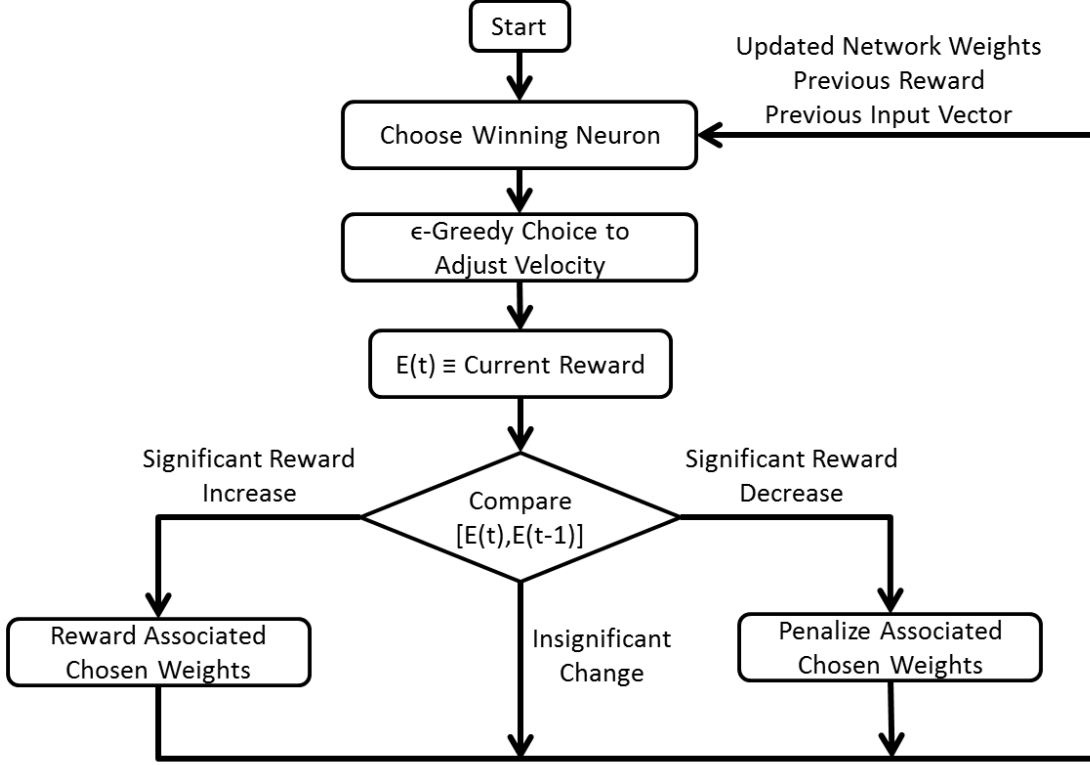 Start
Updated Network Weights
Previous Reward
Previous Input Vector
Choose Winning Neuron
ϵ-Greedy Choice to
Adjust Velocity
E(t) ≡ Current Reward
Significant Reward
Increase
Significant Reward
Decrease
Compare
[E(t),E(t-1)]
Reward Associated
Chosen Weights
Insignificant
Change
Penalize Associated
Chosen Weights